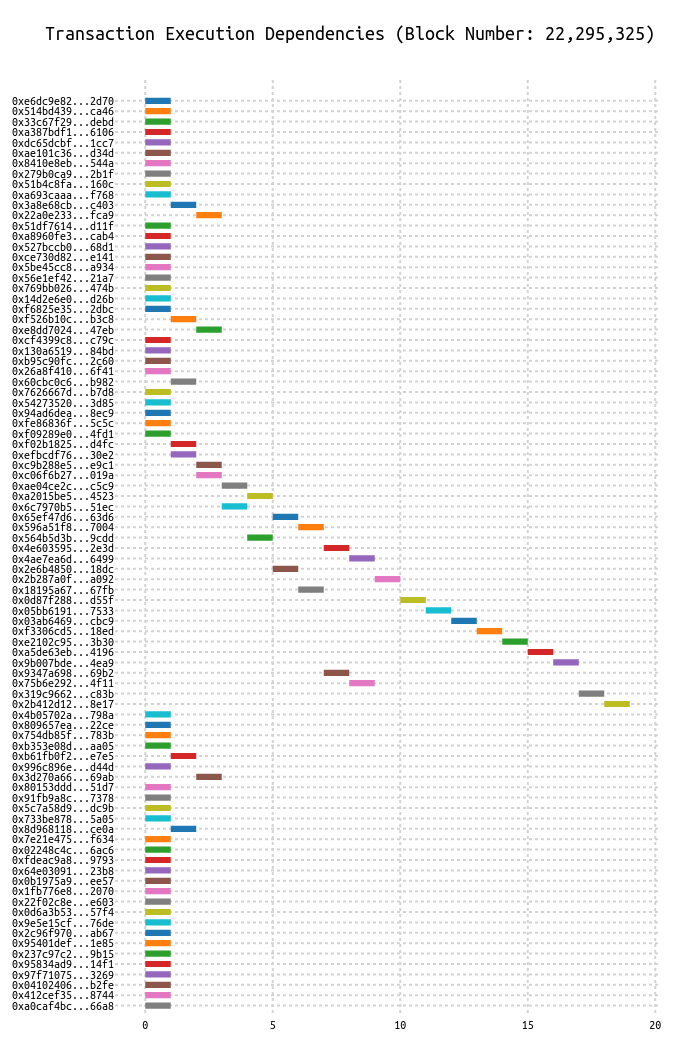 Transaction Execution Dependencies (Block Number: 22,295,325)
0xe6dc9e82...2d70
0x514bd439...ca46
0x33c67f29...debd
0xa387bdf1...6106
0xdc65dcbf...1cc7
0xae101c36...d34d
0x8410e8eb...544a
0x279b0ca9...2b1f
0x51b4c8fa...160c
0xa693caaa...f768
0x3a8e68cb...c403
0x22a0e233...fca9
0x51df7614...d11f
0xa8960fe3...cab4
0x527bccb0...68d1
0xce730d82...e141
0x5be45cc8...a934
0x56e1ef42...21a7
0x769bb026...474b
0x14d2e6e0...d26b
0xf6825e35...2dbc
0xf526b10c...b3c8
0xe8dd7024...47eb
0xcf4399c8...c79c
0x130a6519...84bd
0xb95c90fc...2c60
0x26a8f410...6f41
0x60cbc0c6...b982
0x7626667d...b7d8
0x54273520...3d85
0x94ad6dea...8ec9
0xfe86836f...5c5c
0xf09289e0...4fd1
0xf02b1825...d4fc
0xefbcdf76...30e2
0xc9b288e5...e9c1
0xc06f6b27...019a
0xae04ce2c...c5c9
0xa2015be5...4523
0x6c7970b5...51ec
0x65ef47d6...63d6
0x596a51f8...7004
0x564b5d3b...9cdd
0x4e603595...2e3d
0x4ae7ea6d...6499
0x2e6b4850...18dc
0x2b287a0f...a092
0x18195a67...67fb
0x0d87f288...d55f
0x05bb6191...7533
0x03ab6469...cbc9
0xf3306cd5...18ed
0xe2102c95...3b30
0xa5de63eb...4196
0x9b007bde...4ea9
0x9347a698...69b2
0x75b6e292...4f11
0x319c9662...c83b
0x2b412d12...8e17
0x4b05702a...798a
0x809657ea...22ce
0x754db85f...783b
0xb353e08d...aa05
0xb61fb0f2...e7e5
0x996c896e...d44d
0x3d270a66...69ab
0x80153ddd...51d7
0x91fb9a8c...7378
0x5c7a58d9...dc9b
0x733be878...5a05
0x8d968118...ce0a
0x7e21e475...f634
0x02248c4c...6ac6
0xfdeac9a8...9793
0x64e03091...23b8
0x0b1975a9...ee57
0x1fb776e8...2070
0x22f02c8e...e603
0x0d6a3b53...57f4
0x9e5e15cf...76de
0x2c96f970...ab67
0x95401def...1e85
0x237c97c2...9b15
0x95834ad9...14f1
0x97f71075...3269
0x04102406...b2fe
0x412cef35...8744
0xa0caf4bc...66a8
0 5 10 15 20